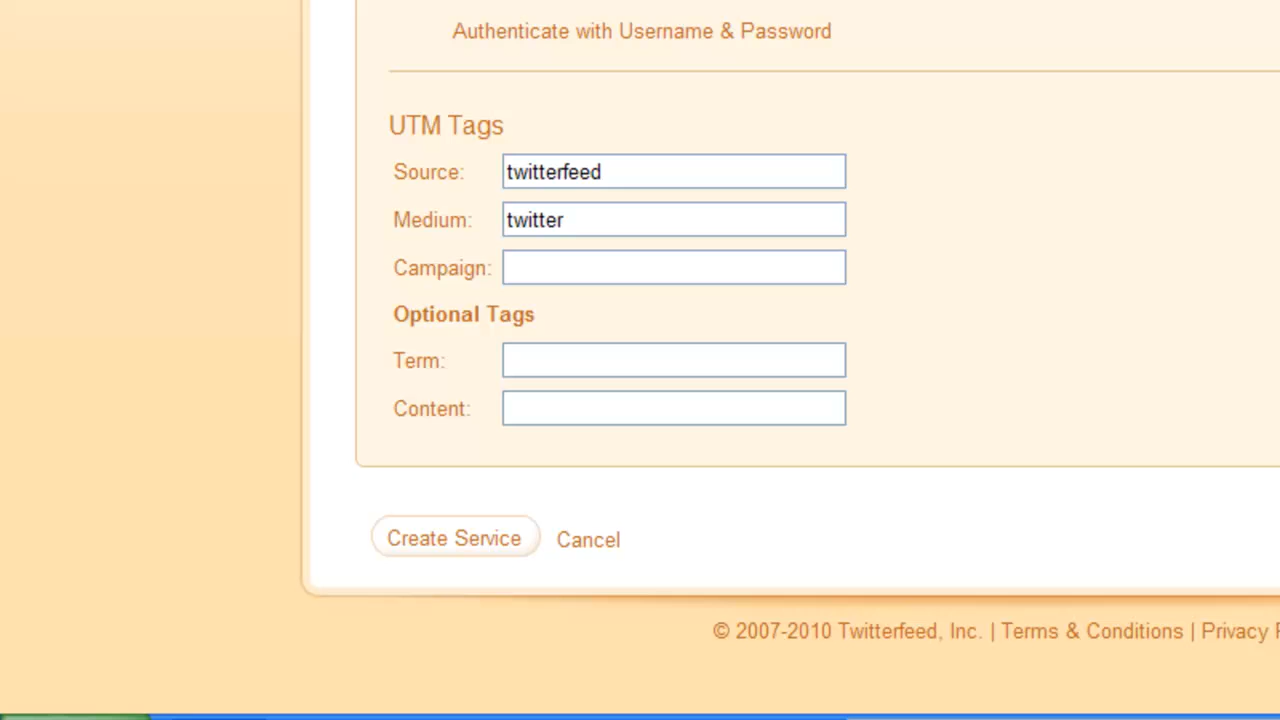 Authenticate with Username & Password
UTM Tags
Source: twitterfeed
Medium: twitter
Campaign:
Optional Tags
Term:
Content:
Create Service Cancel
© 2007-2010 Twitterfeed, Inc. | Terms & Conditions | Privacy